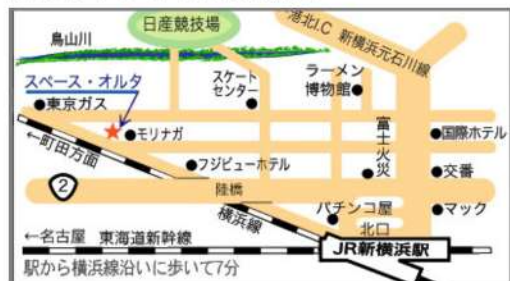 日産競技場
鳥山川
港北I.C 新横浜元石川線
スペース・オルタ
スケート
センター
ラーメン
博物館
東京ガス
モリナガ
富士火災
国際ホテル
←町田方面
フジビューホテル
交番
2
陸橋
パチンコ屋
マック
横浜線
北口
←名古屋 東海道新幹線
JR新横浜駅
駅から横浜線沿いに歩いて7分